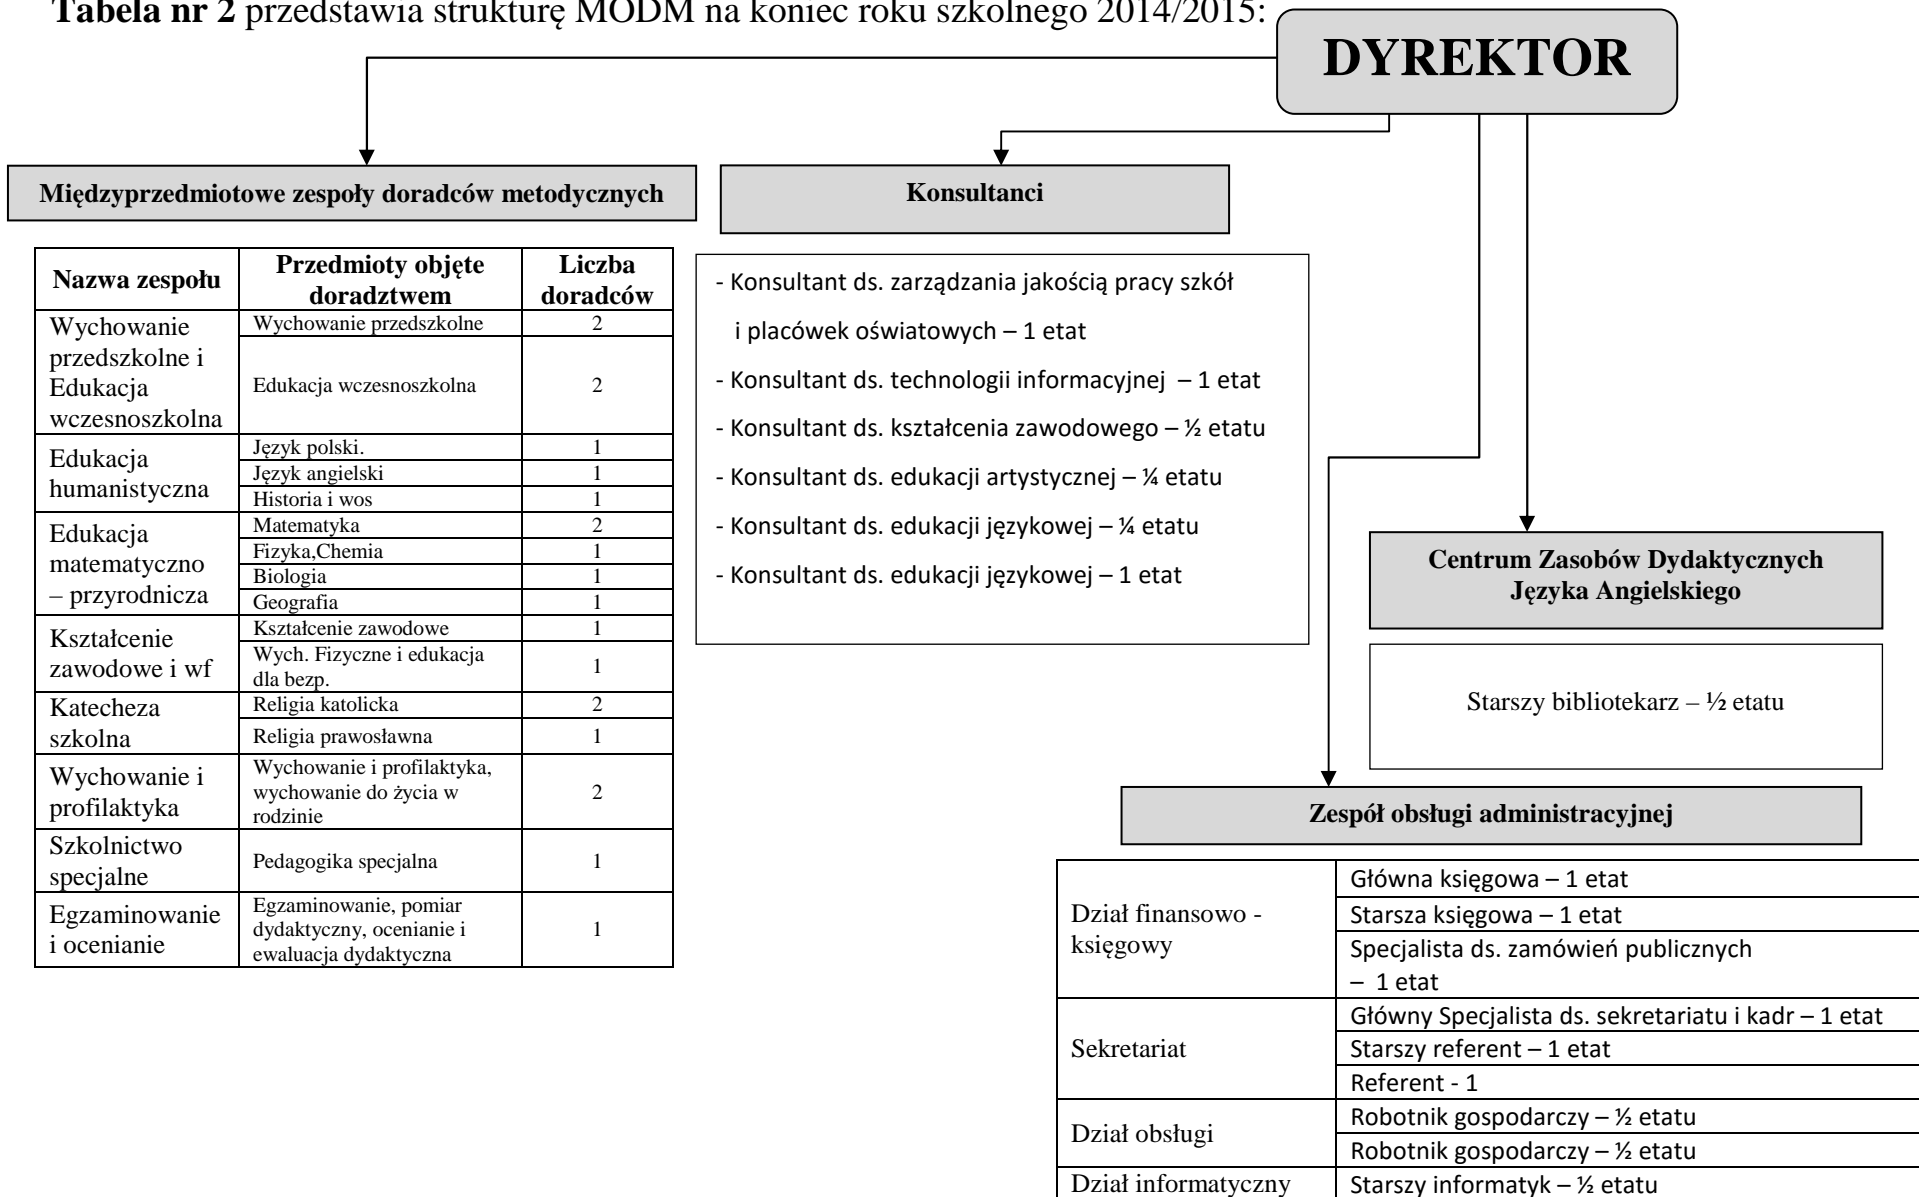 Tabela nr 2 przedstawia strukturę MODM na koniec roku szkolnego 2014/2015:
DYREKTOR
Międzyprzedmiotowe zespoły doradców metodycznych
Nazwa zespołu
Przedmioty objęte
doradztwem
Liczba
doradców
Wychowanie
przedszkolne i
Edukacja
wczesnoszkolna
Wychowanie przedszkolne
2
Edukacja wczesnoszkolna
2
Edukacja
humanistyczna
Język polski.
1
Język angielski
1
Historia i wos
1
Edukacja
matematyczno
– przyrodnicza
Matematyka
2
Fizyka,Chemia
1
Biologia
1
Geografia
1
Kształcenie
zawodowe i wf
Kształcenie zawodowe
1
Wych. Fizyczne i edukacja
dla bezp.
1
Katecheza
szkolna
Religia katolicka
2
Religia prawosławna
1
Wychowanie i
profilaktyka
Wychowanie i profilaktyka,
wychowanie do życia w
rodzinie
2
Szkolnictwo
specjalne
Pedagogika specjalna
1
Egzaminowanie
i ocenianie
Egzaminowanie, pomiar
dydaktyczny, ocenianie i
ewaluacja dydaktyczna
1
Konsultanci
- Konsultant ds. zarządzania jakością pracy szkół
i placówek oświatowych – 1 etat
- Konsultant ds. technologii informacyjnej – 1 etat
- Konsultant ds. kształcenia zawodowego – ½ etatu
- Konsultant ds. edukacji artystycznej – ¼ etatu
- Konsultant ds. edukacji językowej – ¼ etatu
- Konsultant ds. edukacji językowej – 1 etat
Centrum Zasobów Dydaktycznych
Języka Angielskiego
Starszy bibliotekarz – ½ etatu
Zespół obsługi administracyjnej
Dział finansowo -
księgowy
Główna księgowa – 1 etat
Starsza księgowa – 1 etat
Specjalista ds. zamówień publicznych
– 1 etat
Sekretariat
Główny Specjalista ds. sekretariatu i kadr – 1 etat
Starszy referent – 1 etat
Referent - 1
Dział obsługi
Robotnik gospodarczy – ½ etatu
Robotnik gospodarczy – ½ etatu
Dział informatyczny
Starszy informatyk – ½ etatu